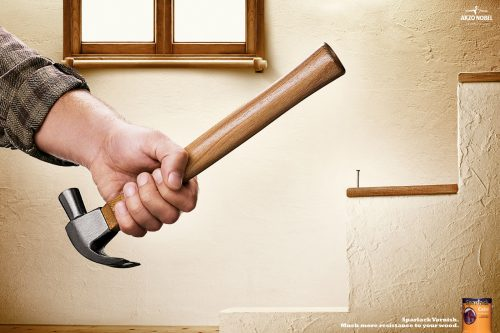 AKZO NOBEL
Sparlack Varnish.
Much more resistance to your wood.